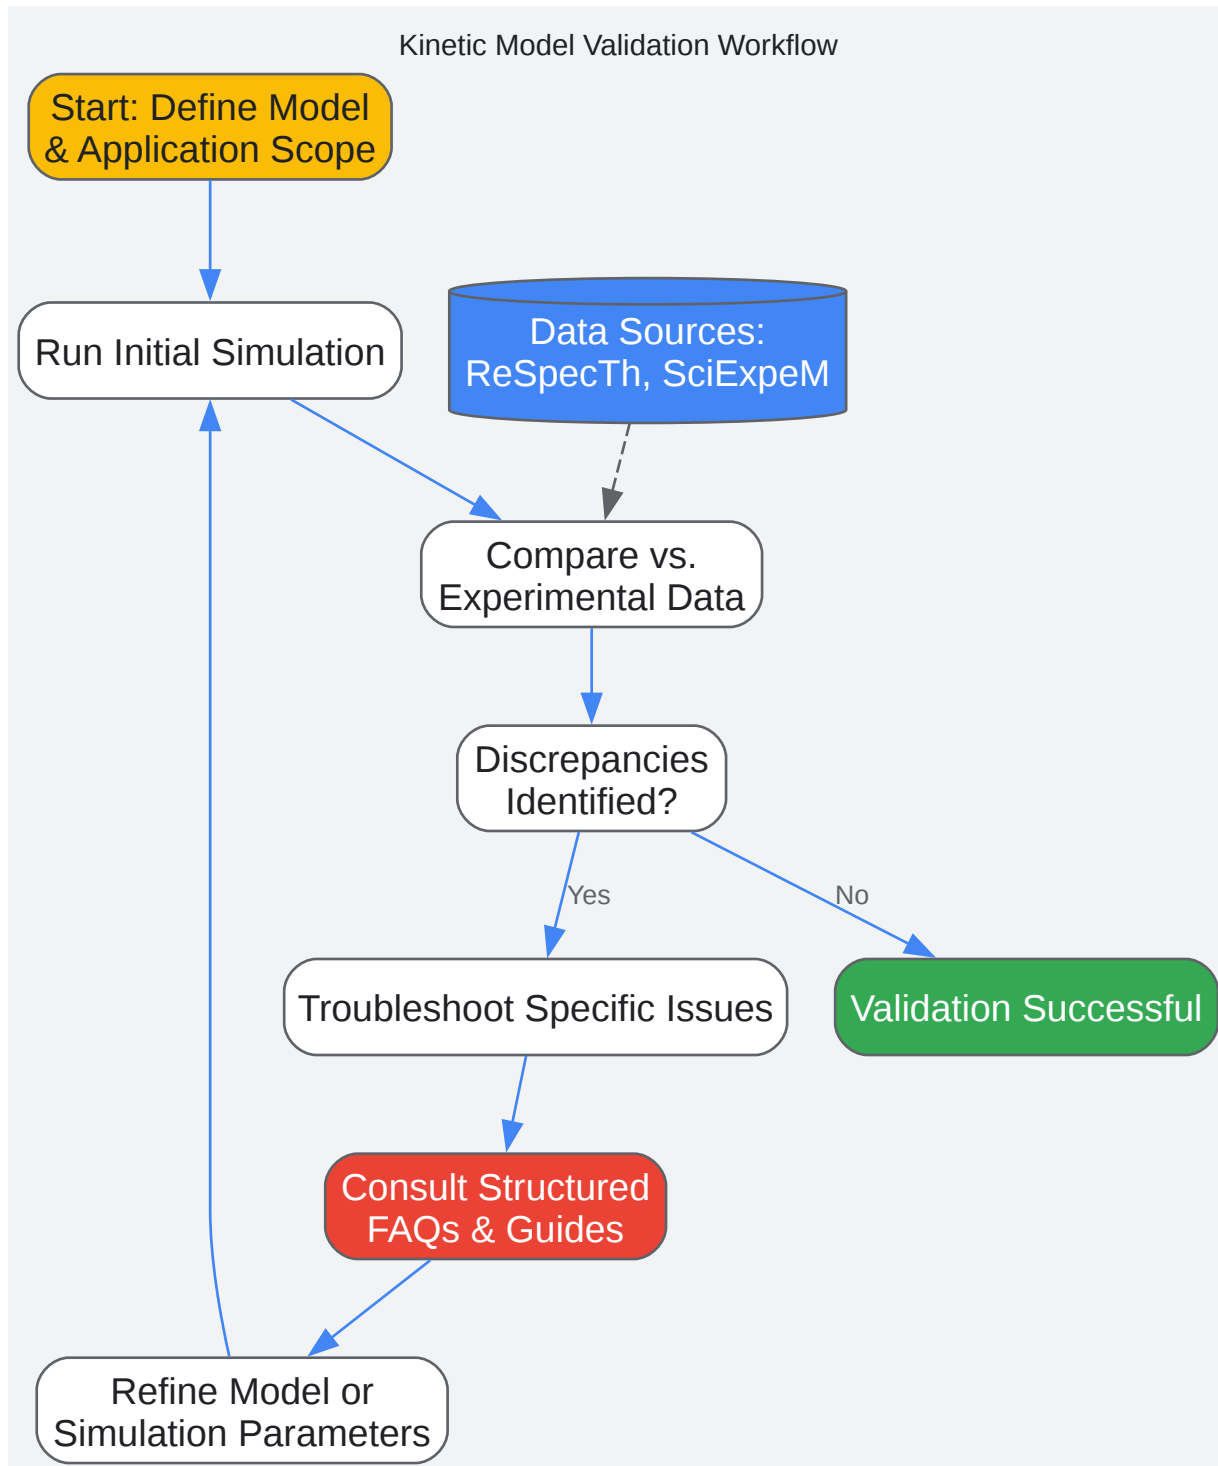 Kinetic Model Validation Workflow
Start: Define Model
& Application Scope
Run Initial Simulation
Data Sources:
ReSpecTh, SciExpeM
Compare vs.
Experimental Data
Discrepancies
Identified?
Yes
No
Troubleshoot Specific Issues
Validation Successful
Consult Structured
FAQs & Guides
Refine Model or
Simulation Parameters